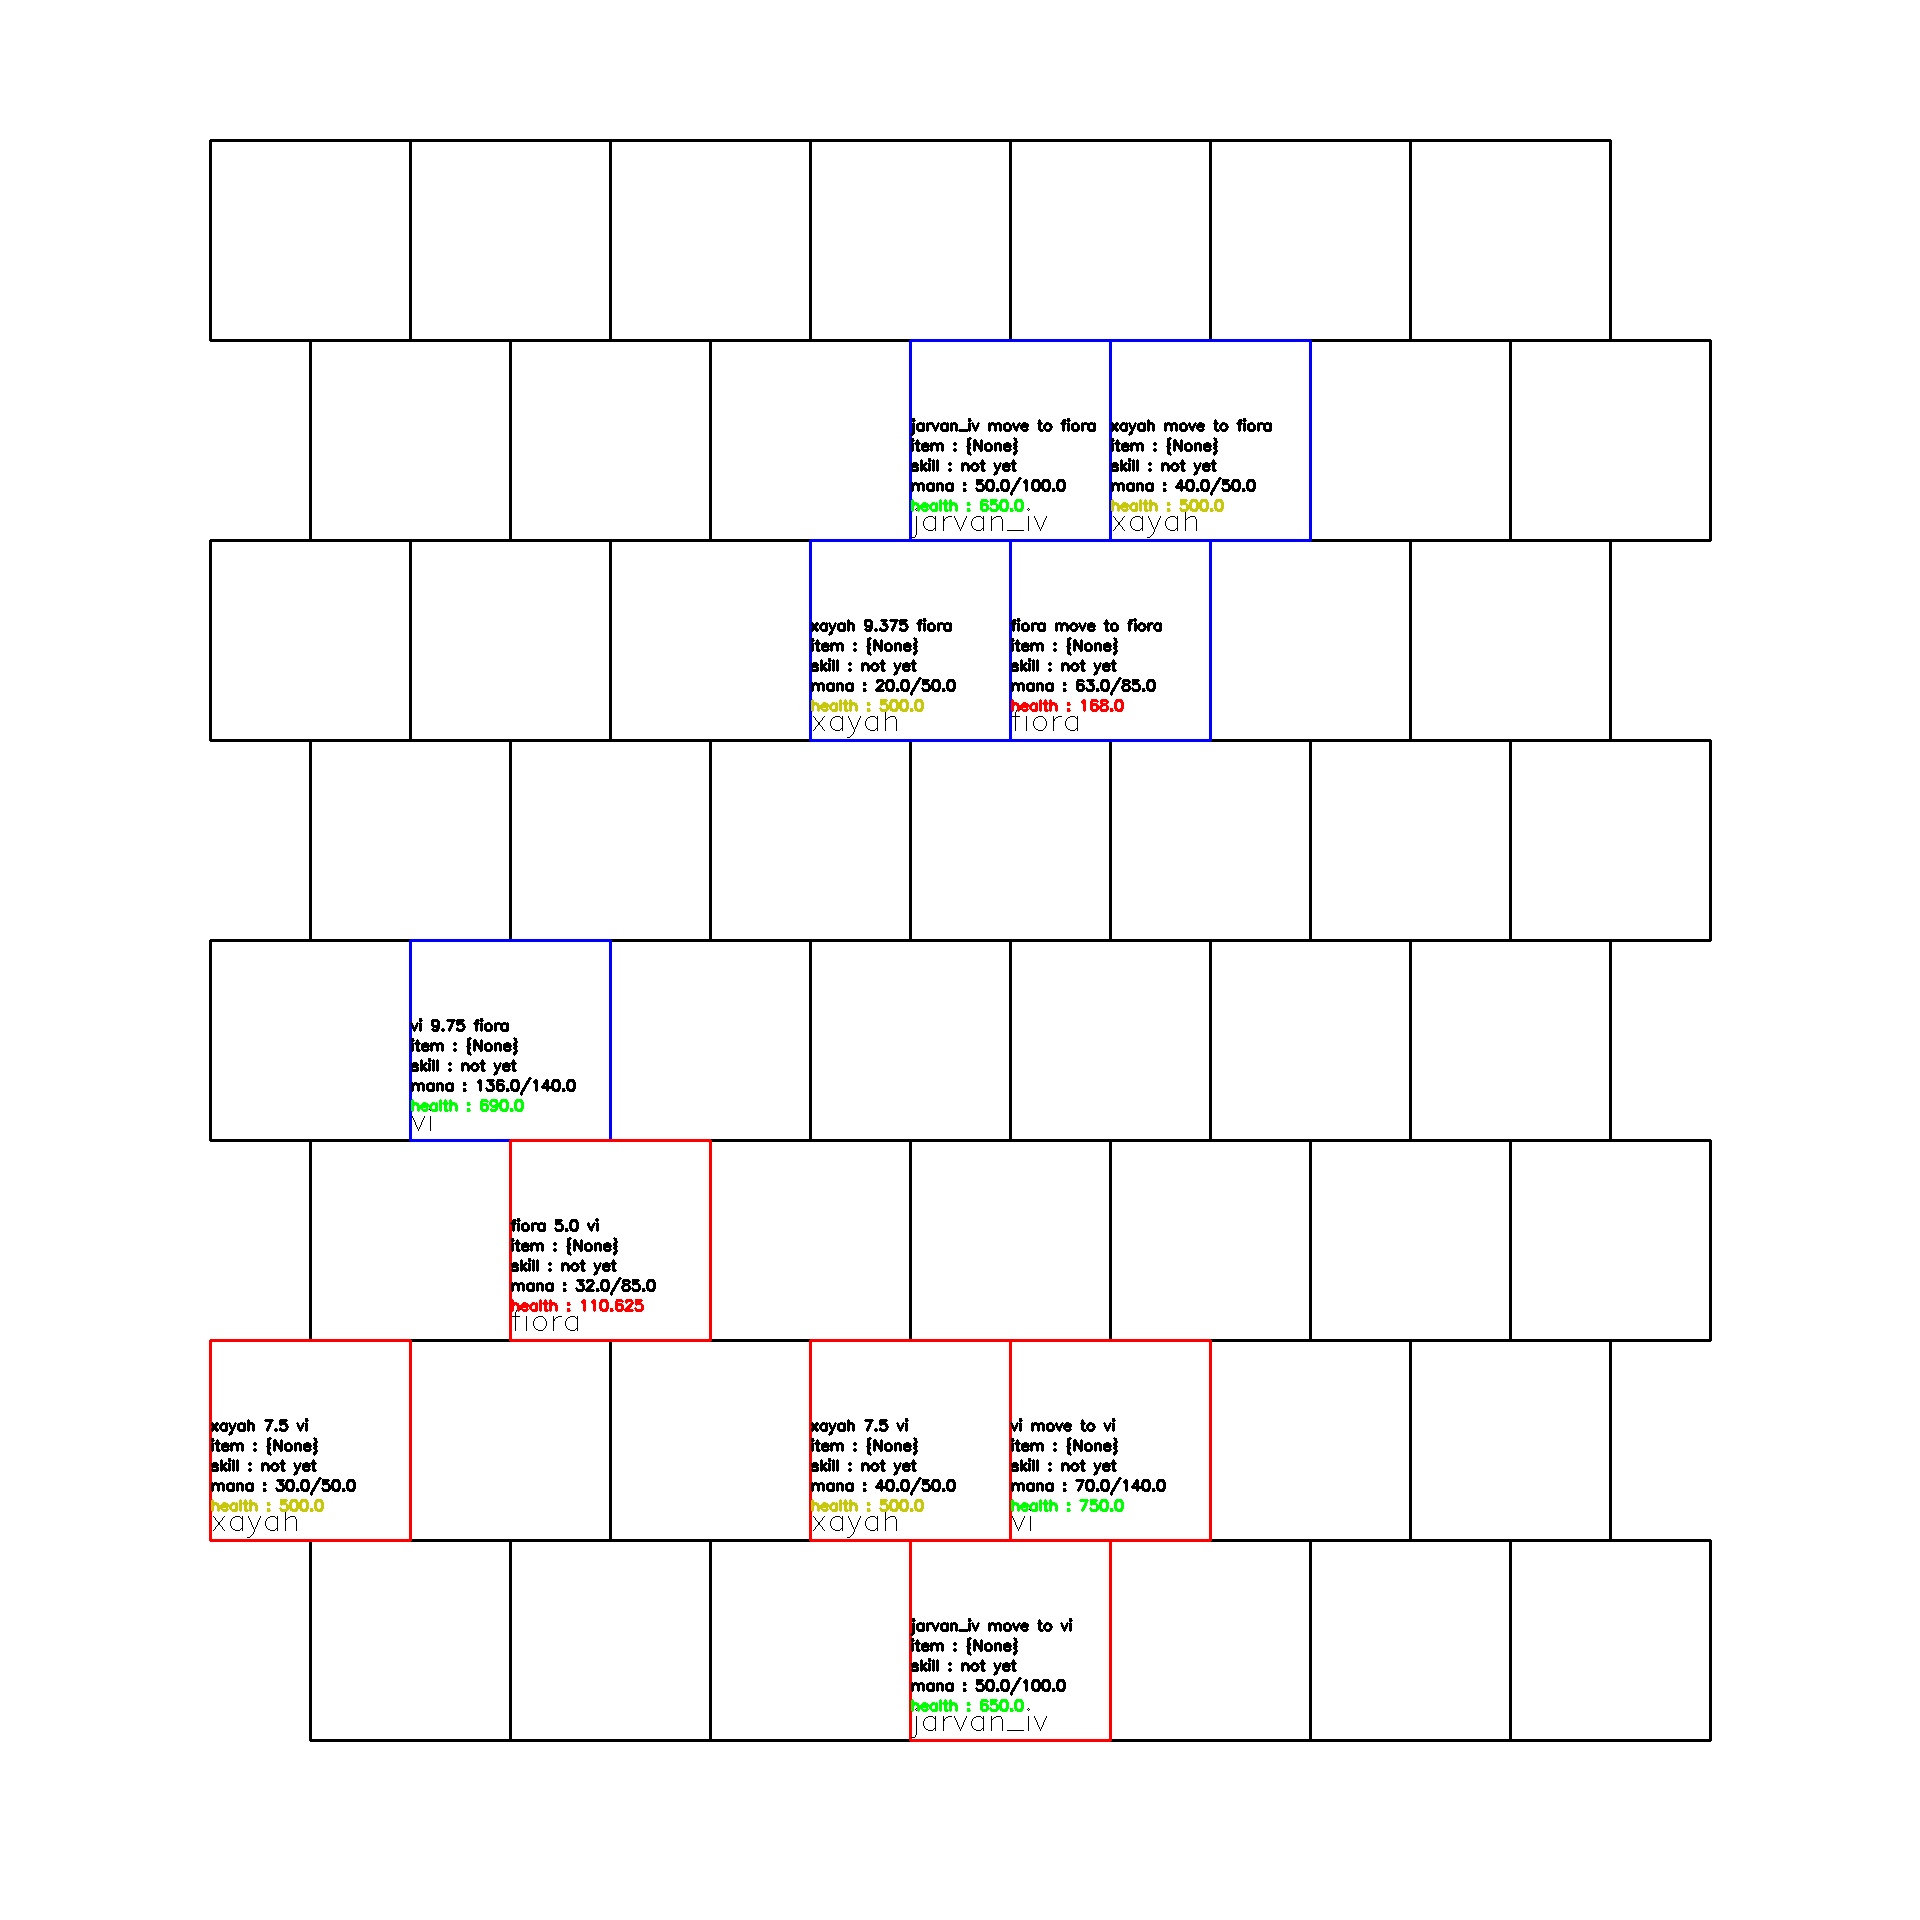 jarvan_iv move to fiora
item : {None}
skill : not yet
mana : 50.0/100.0
health : 650.0
jarvan_iv
xayah move to fiora
item : {None}
skill : not yet
mana : 40.0/50.0
health : 500.0
xayah
xayah 9.375 fiora
item : {None}
skill : not yet
mana : 20.0/50.0
health : 500.0
xayah
fiora move to fiora
item : {None}
skill : not yet
mana : 63.0/85.0
health : 168.0
fiora
vi 9.75 fiora
item : {None}
skill : not yet
mana : 136.0/140.0
health : 690.0
vi
fiora 5.0 vi
item : {None}
skill : not yet
mana : 32.0/85.0
health : 110.625
fiora
xayah 7.5 vi
item : {None}
skill : not yet
mana : 30.0/50.0
health : 500.0
xayah
xayah 7.5 vi
item : {None}
skill : not yet
mana : 40.0/50.0
health : 500.0
xayah
vi move to vi
item : {None}
skill : not yet
mana : 70.0/140.0
health : 750.0
vi
jarvan_iv move to vi
item : {None}
skill : not yet
mana : 50.0/100.0
health : 650.0
jarvan_iv